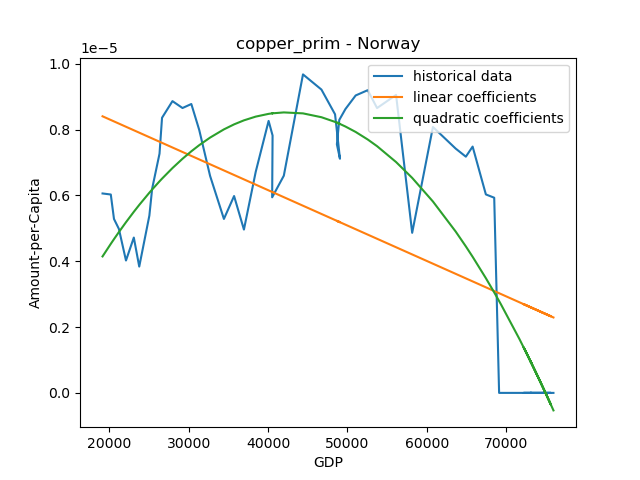 copper_prim - Norway
1e−5
historical data
linear coefficients
quadratic coefficients
1.0
0.8
0.6
0.4
0.2
0.0
Amount-per-Capita
20000 30000 40000 50000 60000 70000
GDP